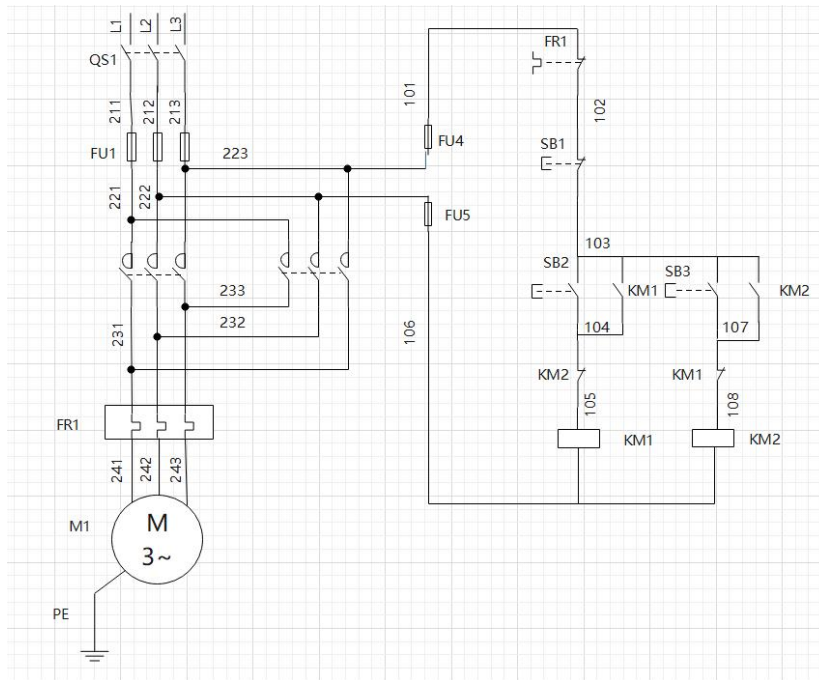 L1
L2
L3
QS1
211
212
213
FU1
223
221
222
233
232
231
FR1
241
242
243
M1
M
3~
PE
101
FU4
FU5
106
FR1
102
SB1
103
SB2
KM1
SB3
KM2
104
107
KM2
KM1
105
108
KM1
KM2